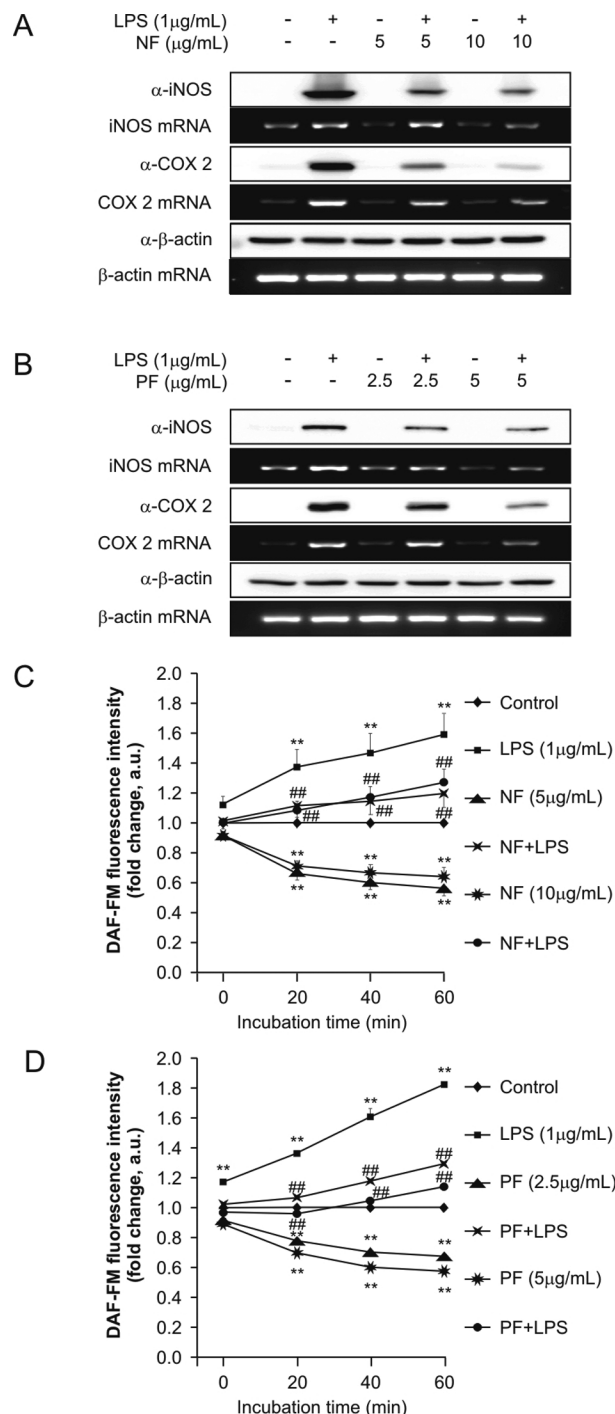 A
LPS (1μg/mL) - + - + - +
NF (μg/mL) - - 5 5 10 10
α-iNOS
iNOS mRNA
α-COX 2
COX 2 mRNA
α-β-actin
β-actin mRNA
B
LPS (1μg/mL) - + - + - +
PF (μg/mL) - - 2.5 2.5 5 5
α-iNOS
iNOS mRNA
α-COX 2
COX 2 mRNA
α-β-actin
β-actin mRNA
C
DAF-FM fluorescence intensity
(fold change, a.u.)
2.0
1.8
1.6
1.4
1.2
1.0
0.8
0.6
0.4
0.2
0.0
** ** **
## ## ##
## ## ##
** ** **
** ** **
0 20 40 60
Incubation time (min)
Control
LPS (1μg/mL)
NF (5μg/mL)
NF+LPS
NF (10μg/mL)
NF+LPS
D
DAF-FM fluorescence intensity
(fold change, a.u.)
2.0
1.8
1.6
1.4
1.2
1.0
0.8
0.6
0.4
0.2
0.0
** ** ** **
## ## ##
## ## ##
** ** **
** ** **
0 20 40 60
Incubation time (min)
Control
LPS (1μg/mL)
PF (2.5μg/mL)
PF+LPS
PF (5μg/mL)
PF+LPS